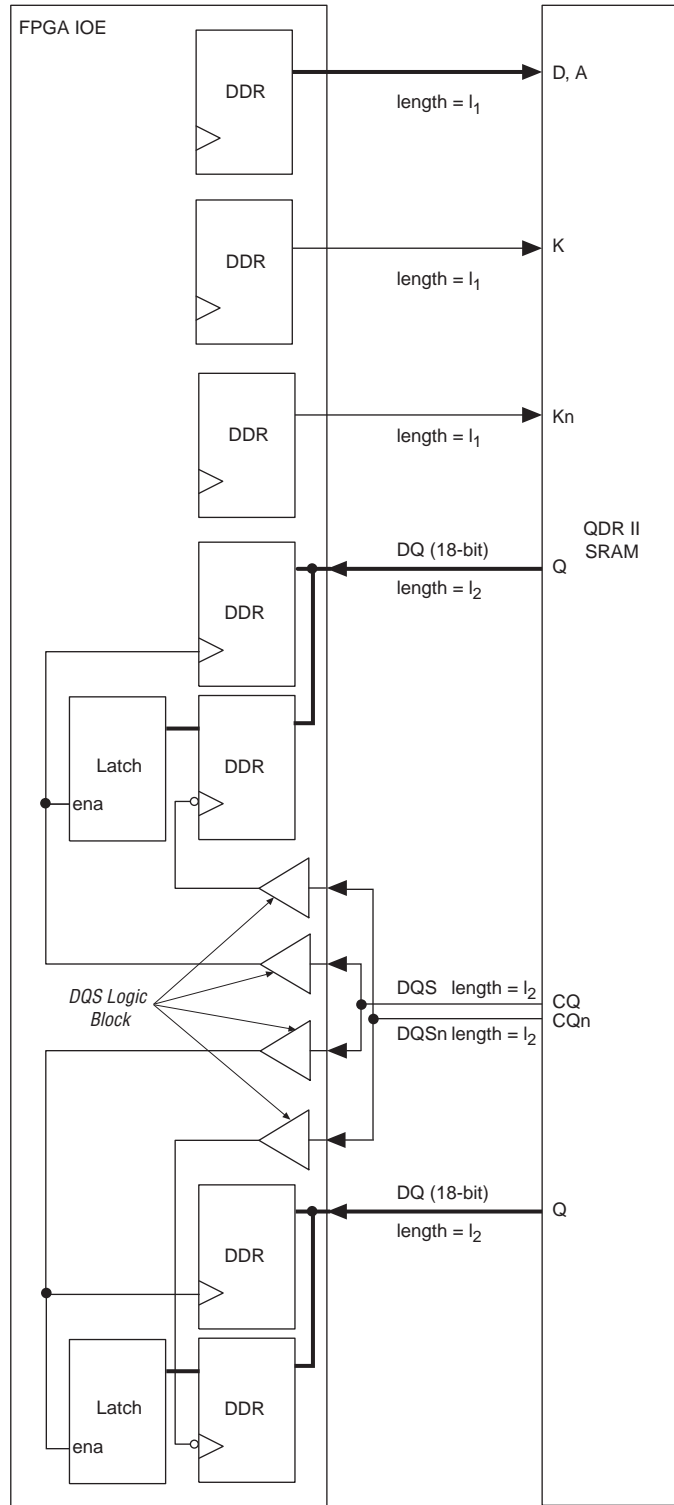 FPGA IOE
DDR
D, A
length = l₁
DDR
K
length = l₁
DDR
Kn
length = l₁
QDR II
SRAM
DQ (18-bit)
Q
DDR
length = l₂
Latch
DDR
ena
DQS Logic
Block
DQS length = l₂
CQ
DQSn length = l₂
CQn
DQ (18-bit)
Q
length = l₂
DDR
Latch
DDR
ena